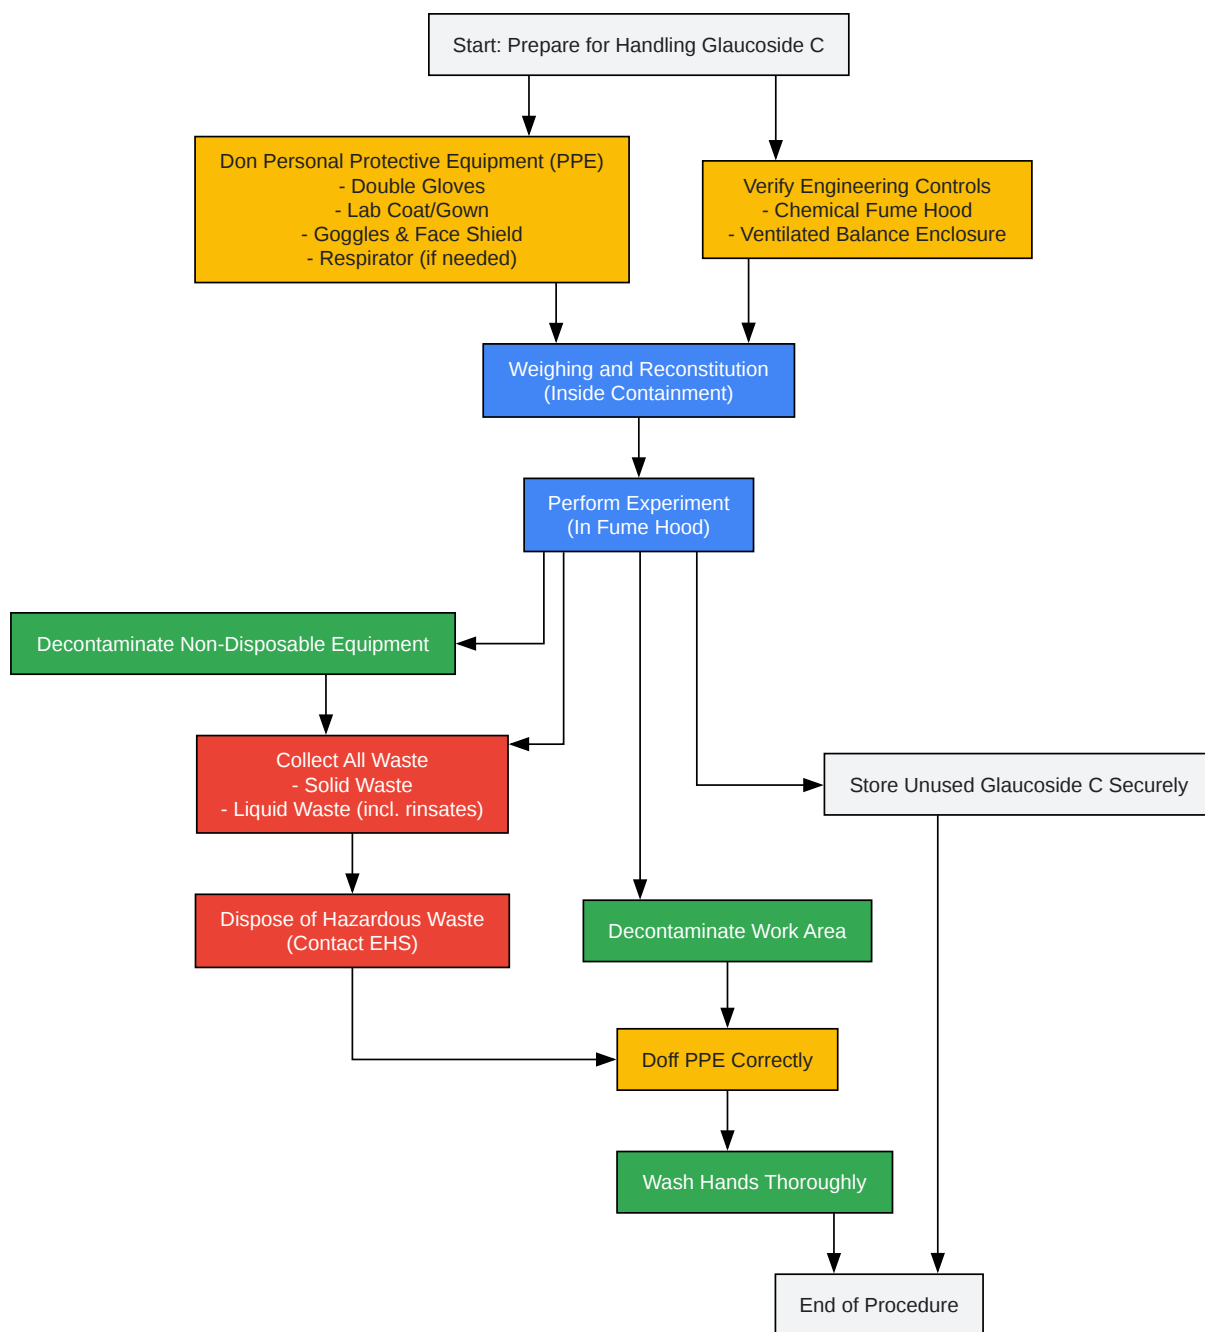 Start: Prepare for Handling Glaucoside C
Don Personal Protective Equipment (PPE)
- Double Gloves
- Lab Coat/Gown
- Goggles & Face Shield
- Respirator (if needed)
Verify Engineering Controls
- Chemical Fume Hood
- Ventilated Balance Enclosure
Weighing and Reconstitution
(Inside Containment)
Perform Experiment
(In Fume Hood)
Decontaminate Non-Disposable Equipment
Collect All Waste
- Solid Waste
- Liquid Waste (incl. rinsates)
Store Unused Glaucoside C Securely
Dispose of Hazardous Waste
(Contact EHS)
Decontaminate Work Area
Doff PPE Correctly
Wash Hands Thoroughly
End of Procedure